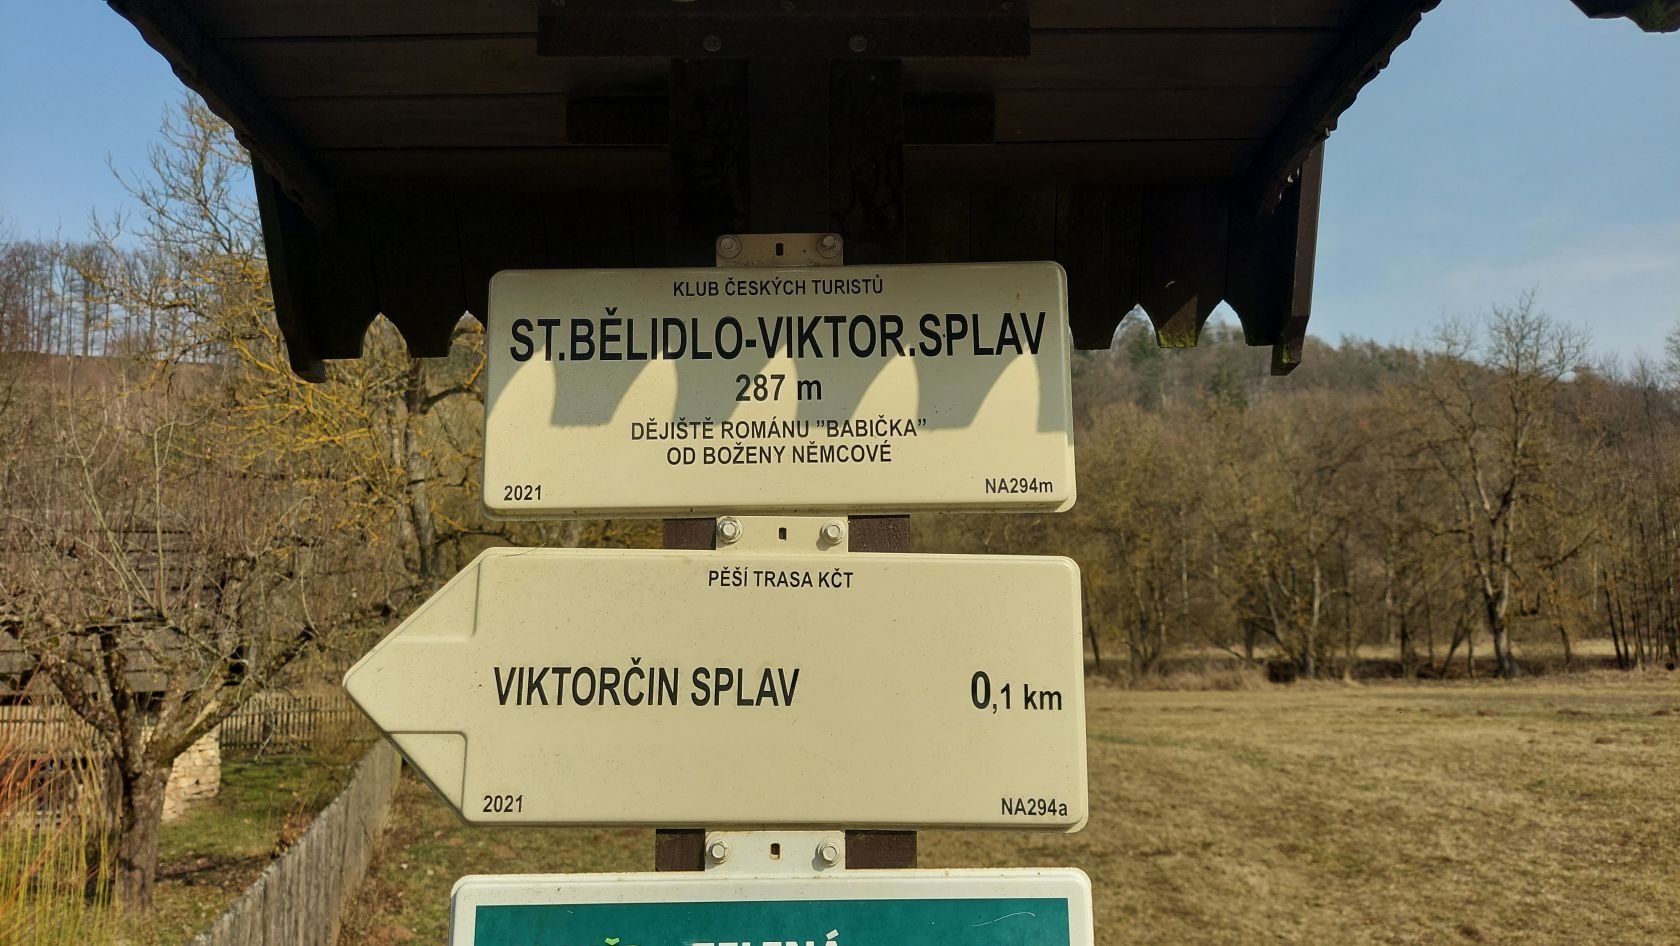 KLUB ČESKÝCH TURISTŮ
ST.BĚLIDLO-VIKTOR.SPLAV
287 m
DĚJIŠTĚ ROMÁNU ”BABIČKA”
OD BOŽENY NĚMCOVÉ
2021 NA294m
PĚŠÍ TRASA KČT
VIKTORČIN SPLAV 0,1 km
2021 NA294a
ZELENÁ